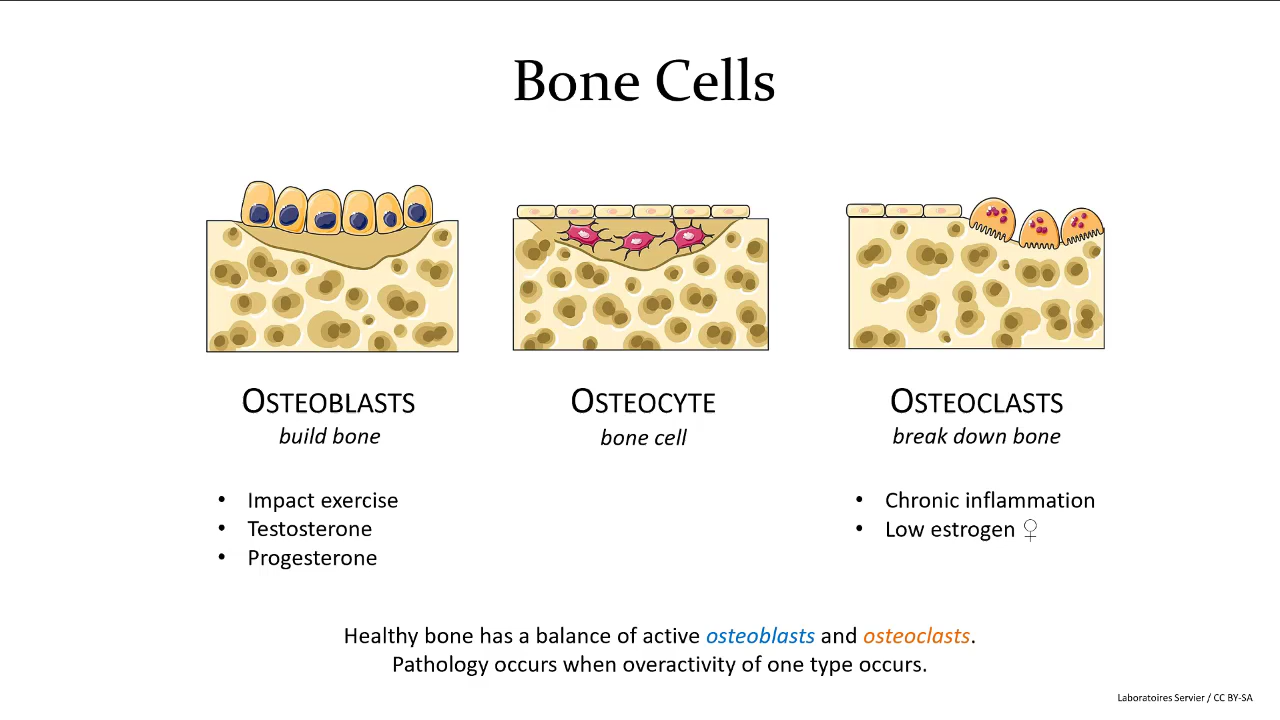 Bone Cells
OSTEOBLASTS
build bone
OSTEOCYTE
bone cell
OSTEOCLASTS
break down bone
• Impact exercise
• Testosterone
• Progesterone
• Chronic inflammation
• Low estrogen ♀
Healthy bone has a balance of active osteoblasts and osteoclasts.
Pathology occurs when overactivity of one type occurs.
Laboratoires Servier / CC BY-SA